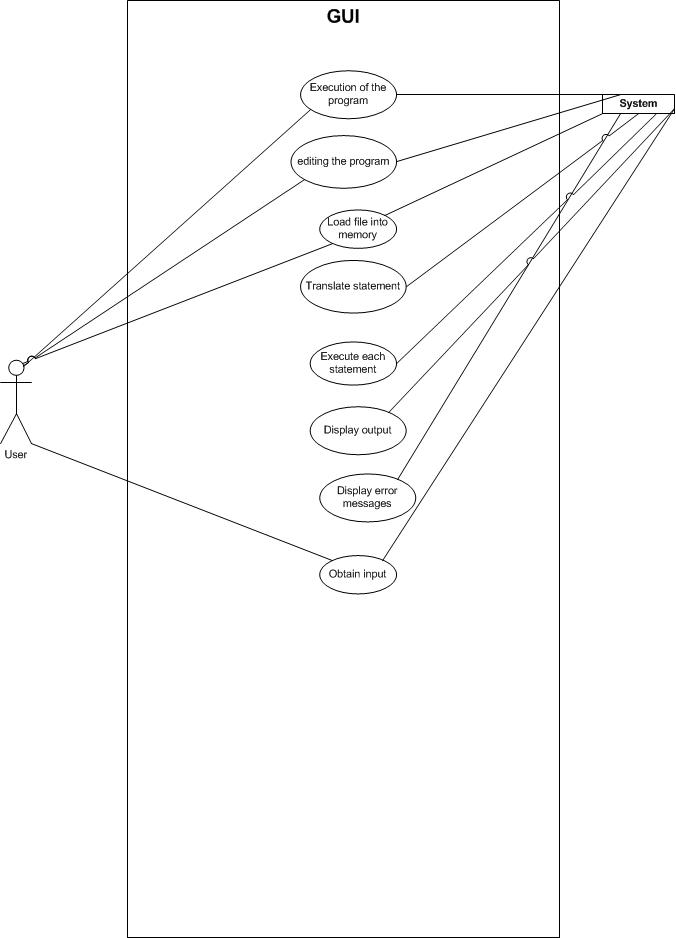 GUI
Execution of the
program
System
editing the program
Load file into
memory
Translate statement
Execute each
statement
Display output
User
Display error
messages
Obtain input